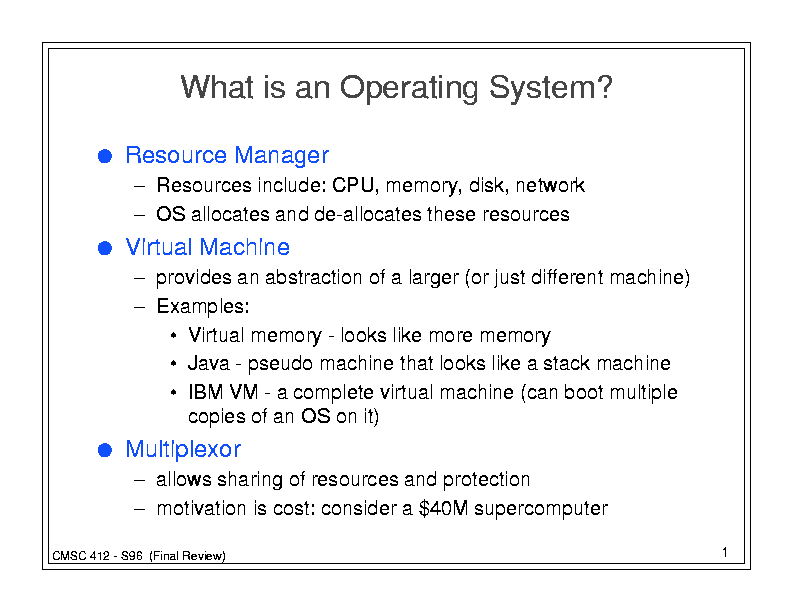 What is an Operating System?
● Resource Manager
– Resources include: CPU, memory, disk, network
– OS allocates and de-allocates these resources
● Virtual Machine
– provides an abstraction of a larger (or just different machine)
– Examples:
• Virtual memory - looks like more memory
• Java - pseudo machine that looks like a stack machine
• IBM VM - a complete virtual machine (can boot multiple
copies of an OS on it)
● Multiplexor
– allows sharing of resources and protection
– motivation is cost: consider a $40M supercomputer
CMSC 412 - S96 (Final Review)
1